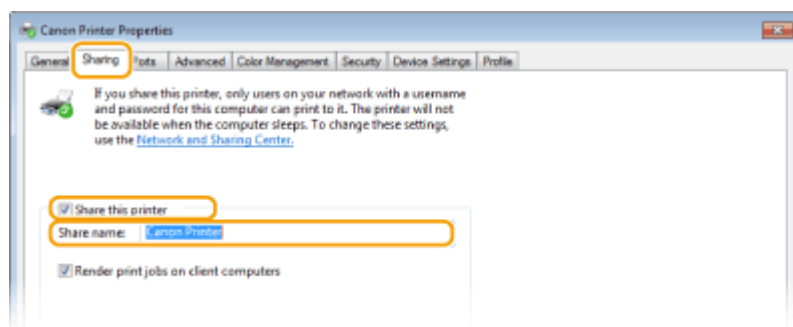 Canon Printer Properties
General Sharing Ports Advanced Color Management Security Device Settings Profile
If you share this printer, only users on your network with a username
and password for this computer can print to it. The printer will not
be available when the computer sleeps. To change these settings,
use the Network and Sharing Center.
Share this printer
Share name: Canon Printer
Render print jobs on client computers